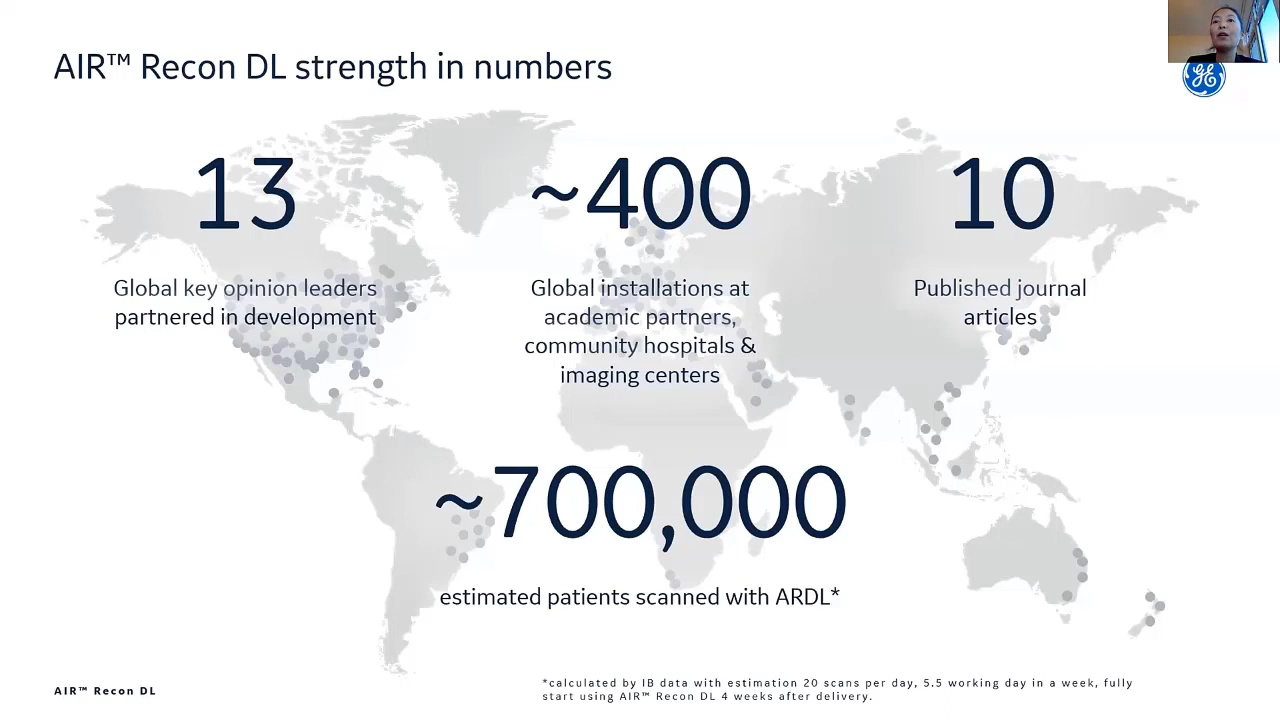 AIR™ Recon DL strength in numbers
13
Global key opinion leaders
partnered in development
~400
Global installations at
academic partners,
community hospitals &
imaging centers
10
Published journal
articles
~700,000
estimated patients scanned with ARDL*
AIR™ Recon DL
*calculated by IB data with estimation 20 scans per day, 5.5 working day in a week, fully
start using AIR™ Recon DL 4 weeks after delivery.
GE